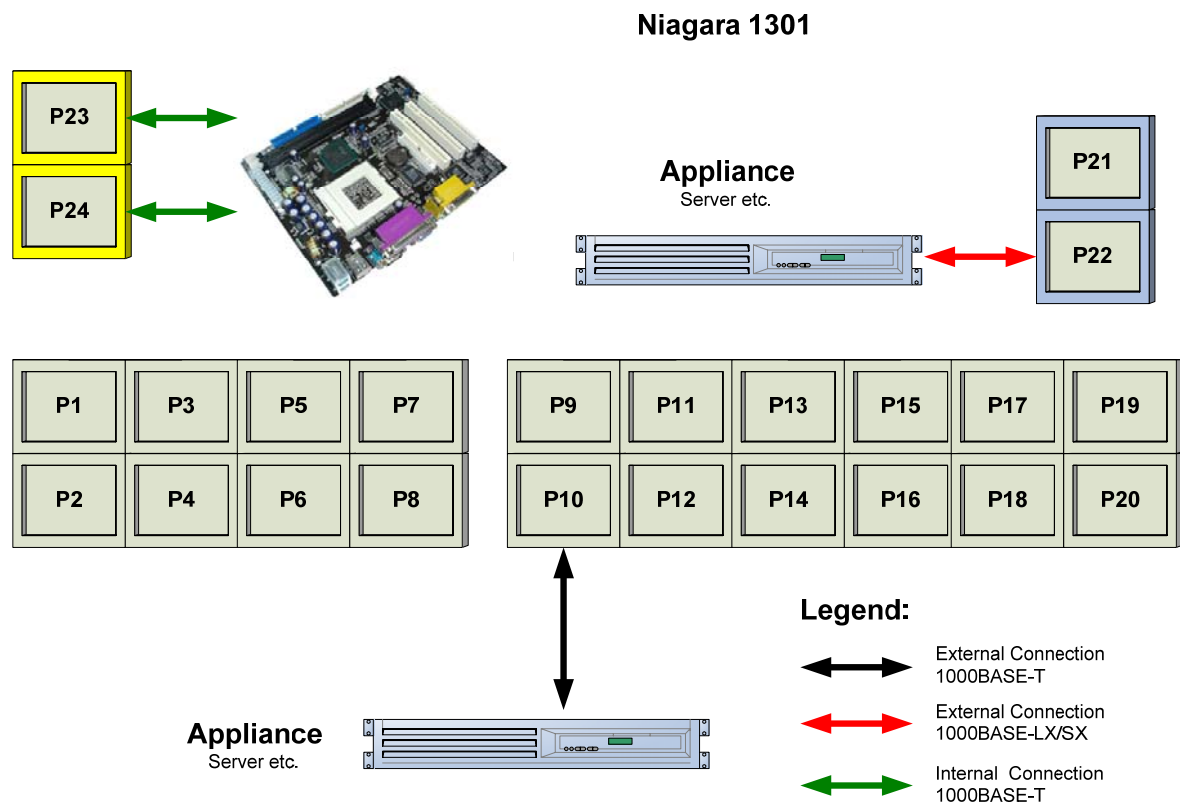 Niagara 1301
P23
P24
Appliance
Server etc.
P21
P22
P1 P3 P5 P7
P9 P11 P13 P15 P17 P19
P2 P4 P6 P8
P10 P12 P14 P16 P18 P20
Legend:
External Connection
1000BASE-T
External Connection
1000BASE-LX/SX
Internal Connection
1000BASE-T
Appliance
Server etc.